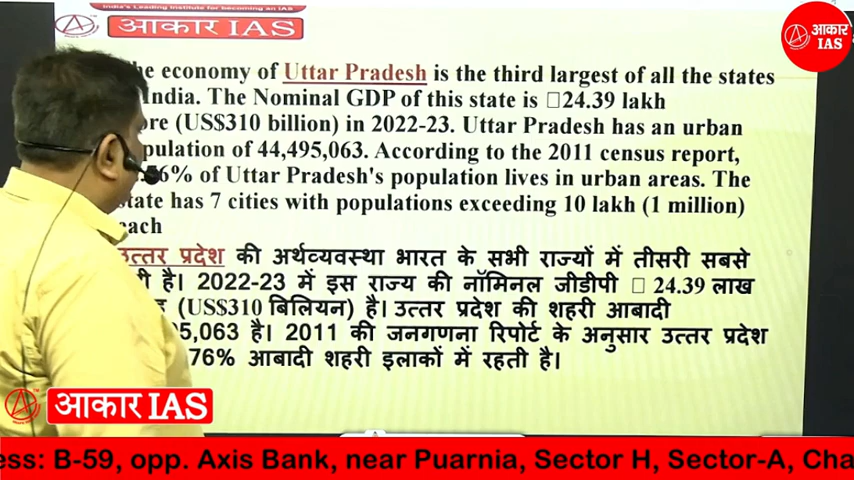 India's Leading Institute for becoming an IAS
आकार IAS
आकार
IAS
he economy of Uttar Pradesh is the third largest of all the states
India. The Nominal GDP of this state is □24.39 lakh
re (US$310 billion) in 2022-23. Uttar Pradesh has an urban
pulation of 44,495,063. According to the 2011 census report,
% of Uttar Pradesh's population lives in urban areas. The
tate has 7 cities with populations exceeding 10 lakh (1 million)
each
उत्तर प्रदेश की अर्थव्यवस्था भारत के सभी राज्यों में तीसरी सबसे
है। 2022-23 में इस राज्य की नॉमिनल जीडीपी □ 24.39 लाख
(US$310 बिलियन) है। उत्तर प्रदेश की शहरी आबादी
95,063 है। 2011 की जनगणना रिपोर्ट के अनुसार उत्तर प्रदेश
76% आबादी शहरी इलाकों में रहती है।
आकार IAS
ess: B-59, opp. Axis Bank, near Puarnia, Sector H, Sector-A, Cha